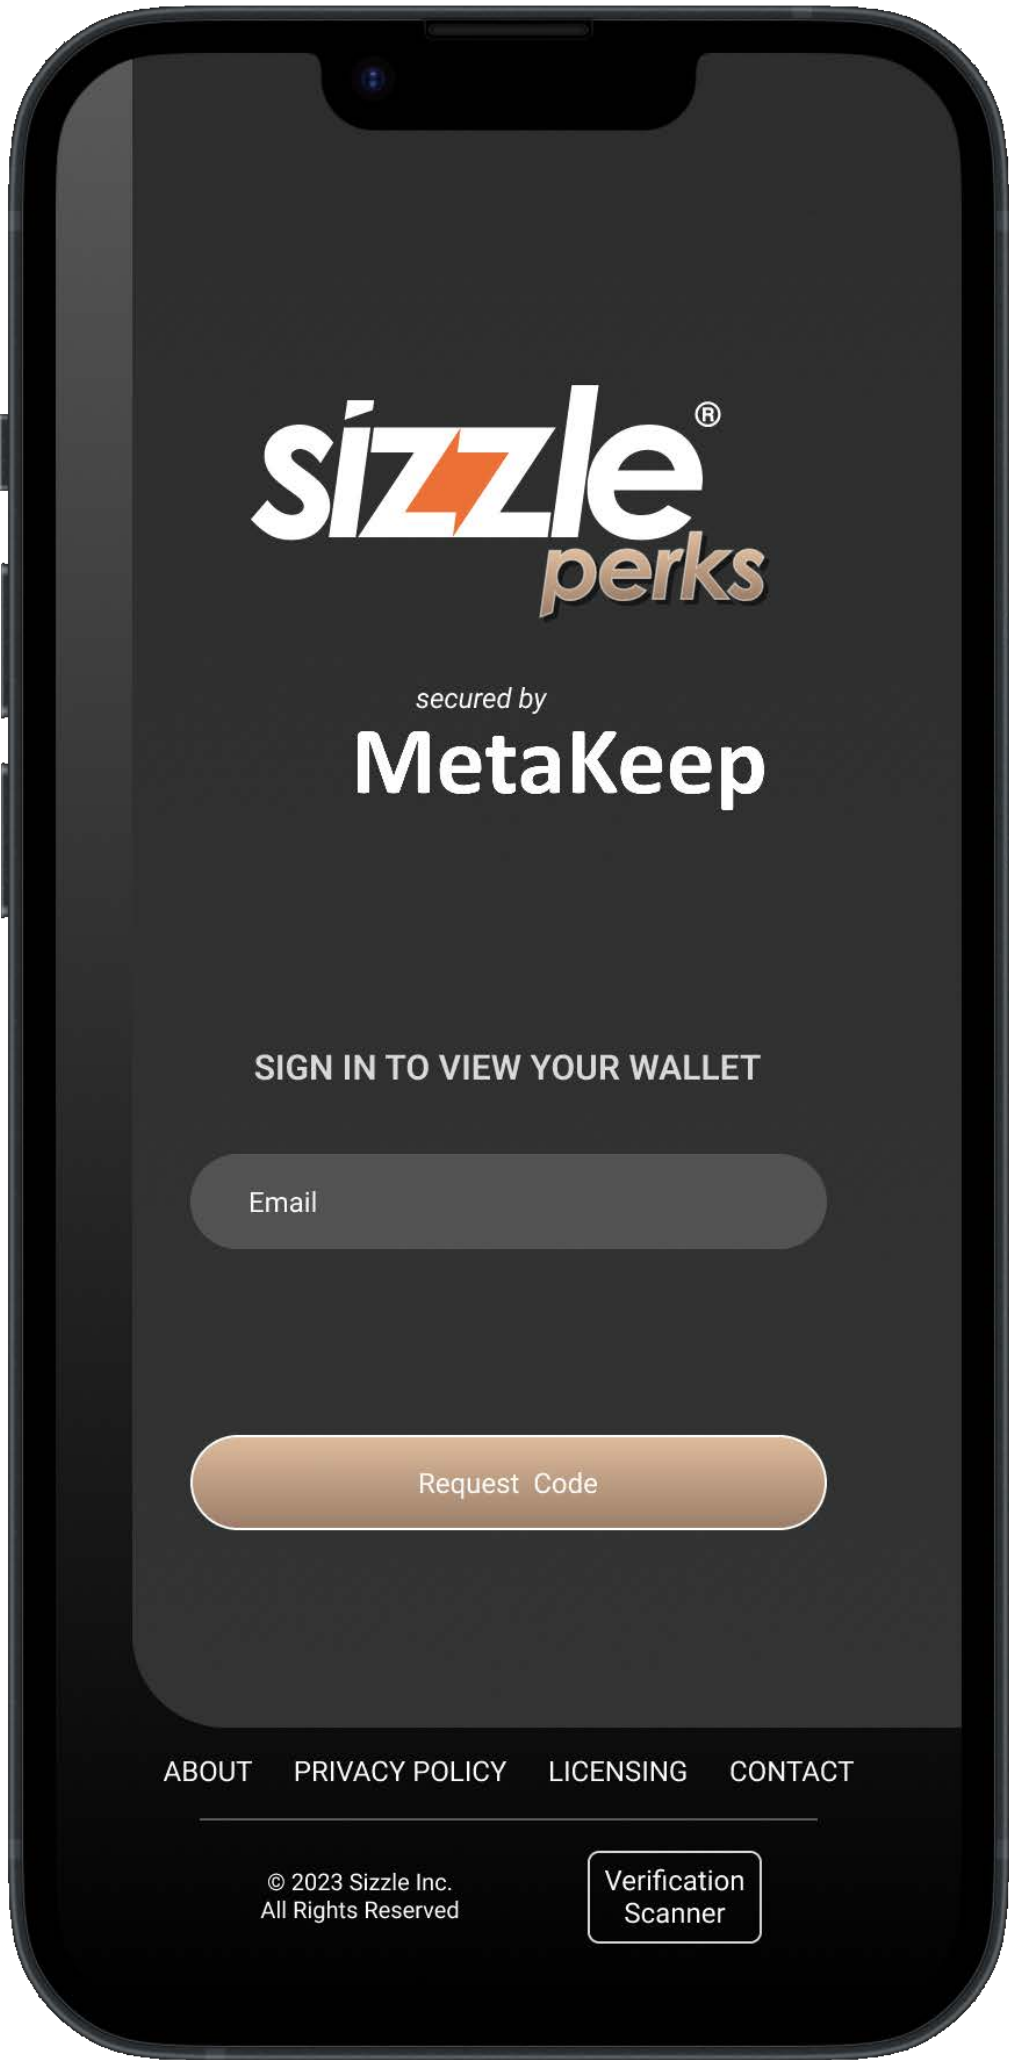 sizzle®
perks
secured by
MetaKeep
SIGN IN TO VIEW YOUR WALLET
Email
Request Code
ABOUT PRIVACY POLICY LICENSING CONTACT
© 2023 Sizzle Inc.
All Rights Reserved
Verification
Scanner